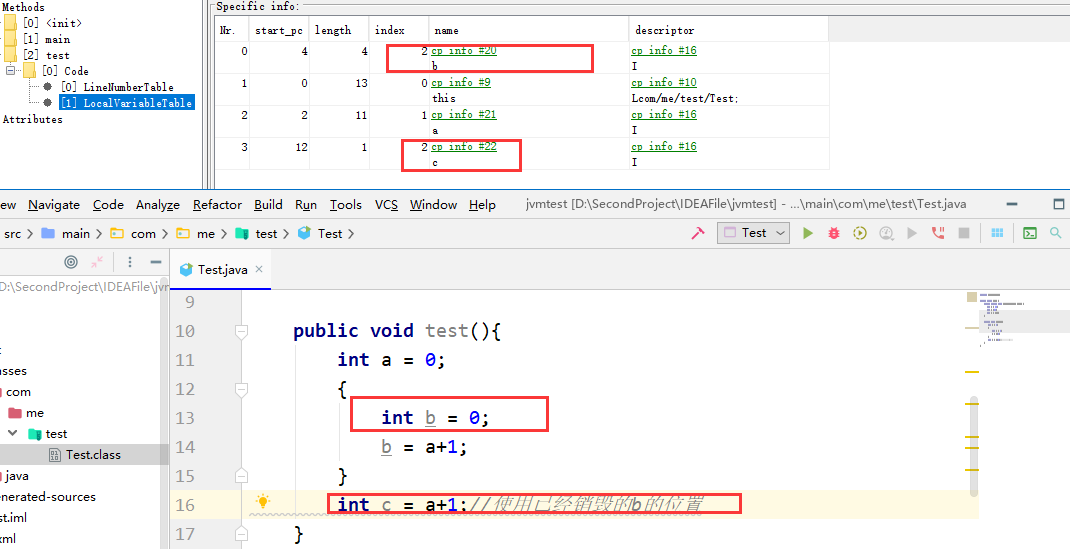 Methods
[0] <init>
[1] main
[2] test
[0] Code
[0] LineNumberTable
[1] LocalVariableTable
Attributes
Specific info:
Nr. start_pc length index name descriptor
0 4 4 2 cp info #20 cp info #16
b I
1 0 13 0 cp info #9 cp info #10
this Lcom/me/test/Test;
2 2 11 1 cp info #21 cp info #16
a I
3 12 1 2 cp info #22 cp info #16
c I
ew Navigate Code Analyze Refactor Build Run Tools VCS Window Help jvmtest [D:\SecondProject\IDEAFile\jvmtest] - ...\main\com\me\test\Test.java
src main com me test Test Test
Test.java
D:\SecondProject\IDEAFile\jvm
asses
com
me
test
Test.class
java
enerated-sources
st.iml
ml
9
10 public void test(){
11 int a = 0;
12 {
13 int b = 0;
14 b = a+1;
15 }
16 int c = a+1;//使用已经销毁的b的位置
17 }